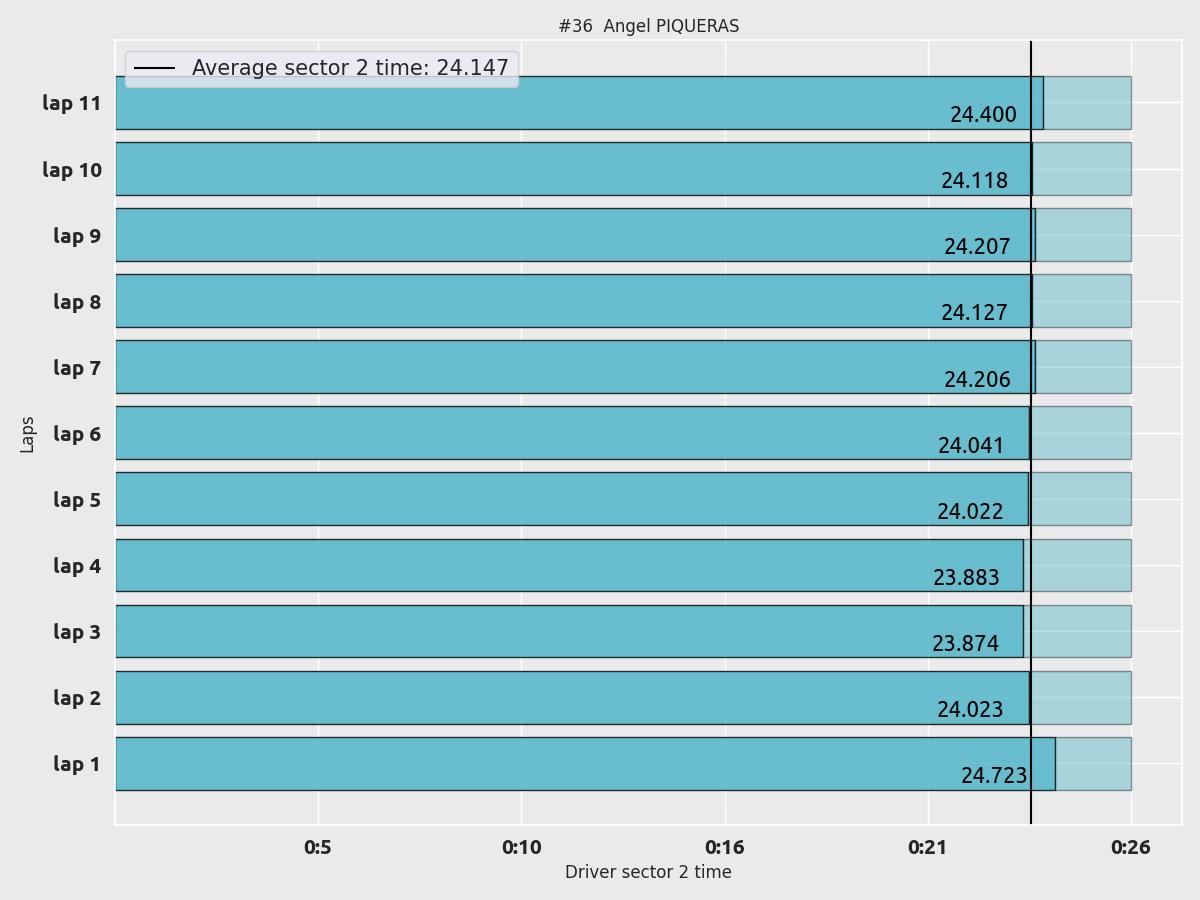 #36  Angel PIQUERAS
Average sector 2 time: 24.147
lap 11
24.400
lap 10
24.118
lap 9
24.207
lap 8
24.127
lap 7
24.206
lap 6
24.041
lap 5
24.022
lap 4
23.883
lap 3
23.874
lap 2
24.023
lap 1
24.723
Laps
0:5
0:10
0:16
0:21
0:26
Driver sector 2 time